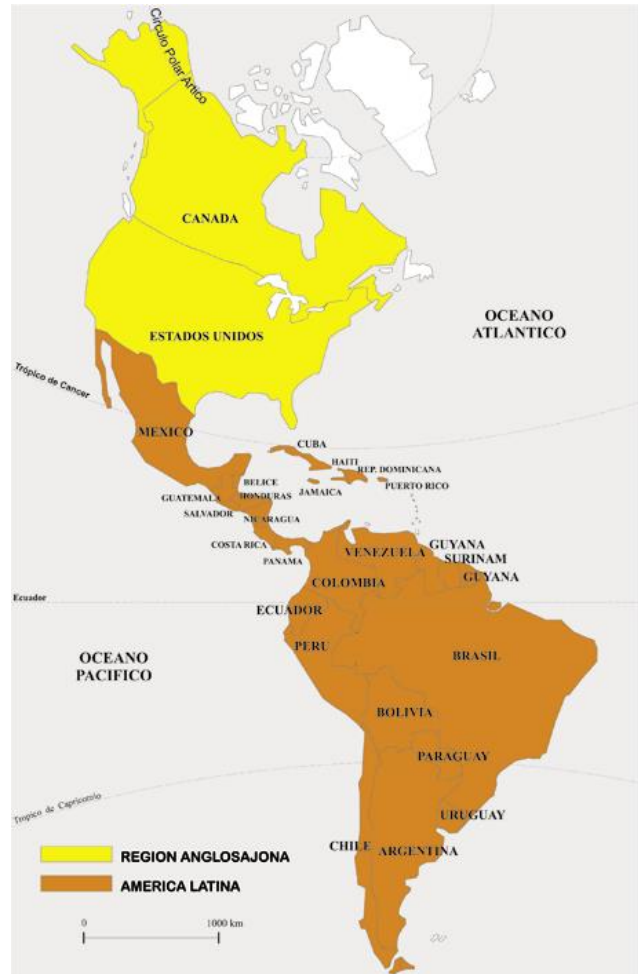 Círculo Polar Artico
CANADA
ESTADOS UNIDOS
OCEANO
ATLANTICO
Trópico de Cancer
MEXICO
CUBA
HAITI
REP. DOMINICANA
BELICE
JAMAICA
PUERTO RICO
GUATEMALA
HONDURAS
SALVADOR
NICARAGUA
COSTA RICA
PANAMA
VENEZUELA
GUYANA
SURINAM
GUYANA
COLOMBIA
Ecuador
ECUADOR
PERU
OCEANO
PACIFICO
BRASIL
BOLIVIA
PARAGUAY
Tropico de Capricornio
URUGUAY
CHILE
ARGENTINA
REGION ANGLOSAJONA
AMERICA LATINA
0 1000 km